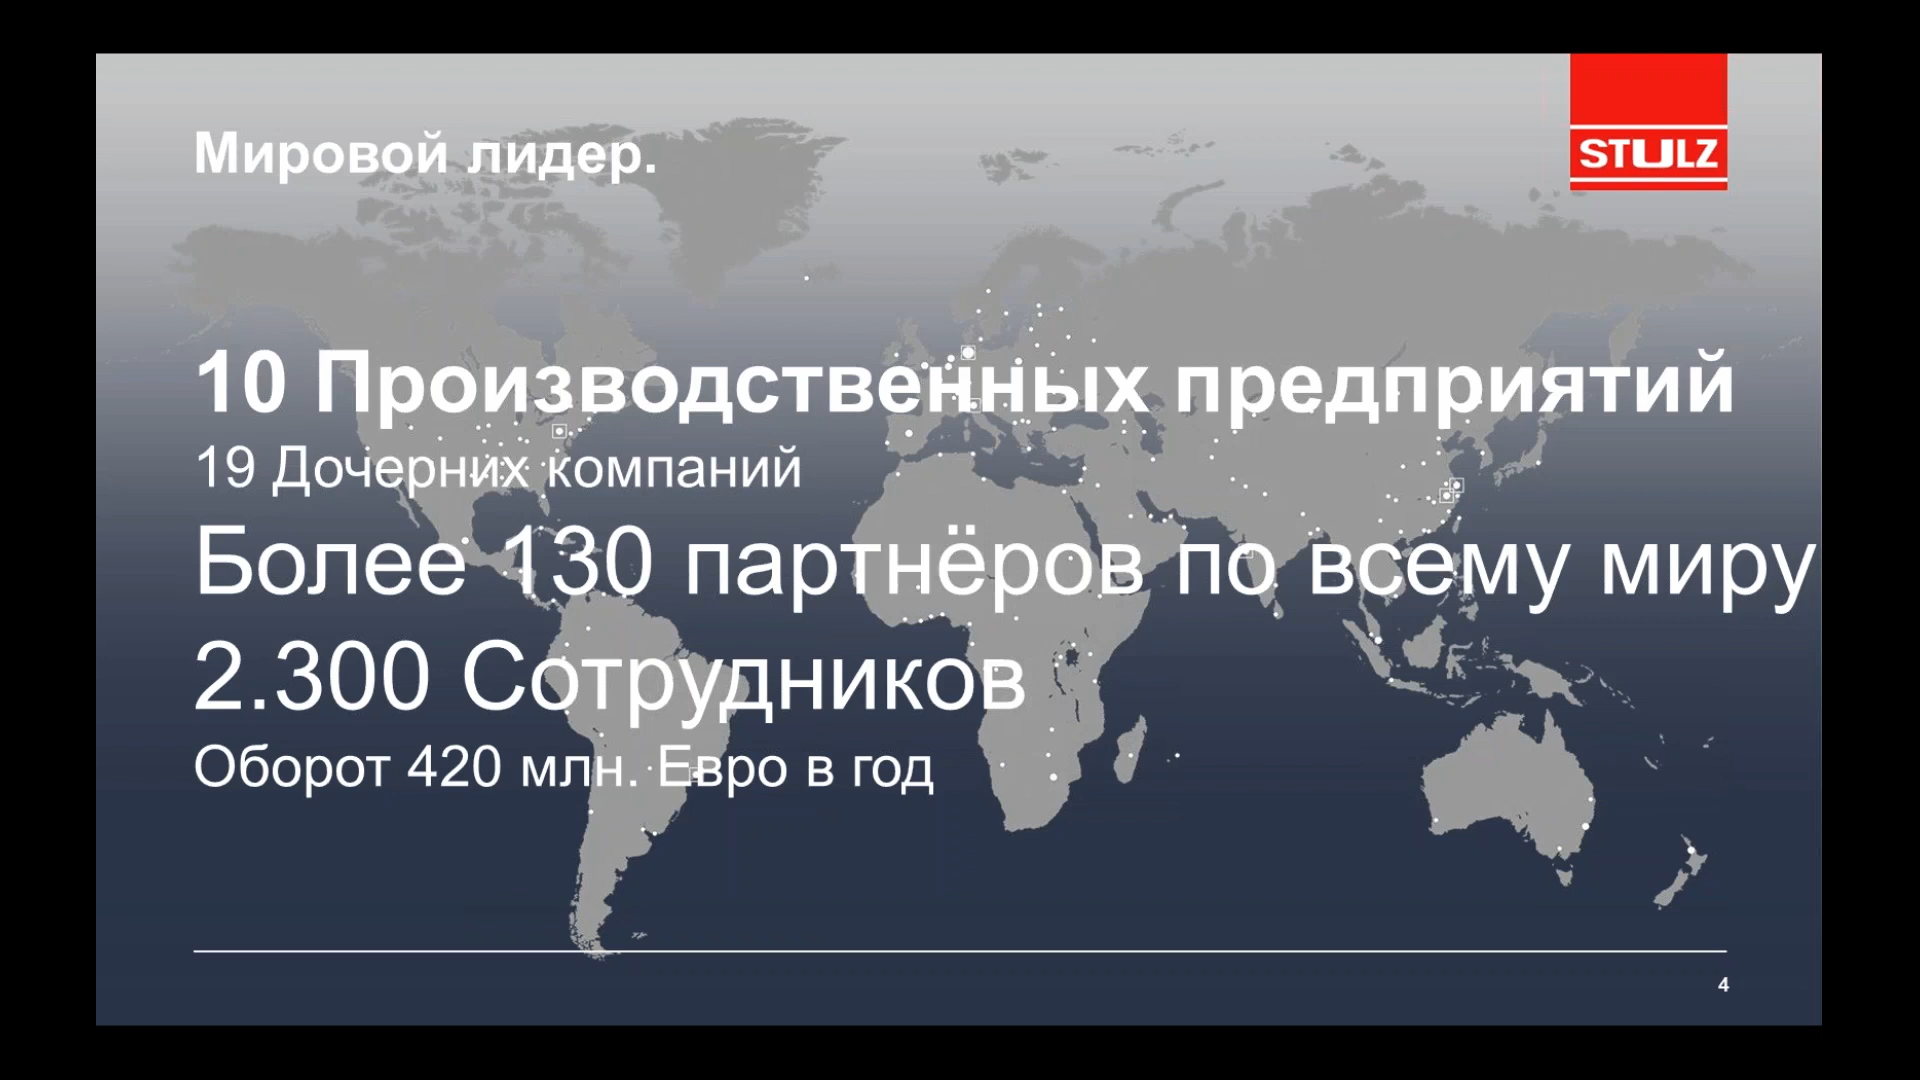 Мировой лидер.
STULZ
10 Производственных предприятий
19 Дочерних компаний
Более 130 партнёров по всему миру
2.300 Сотрудников
Оборот 420 млн. Евро в год
4